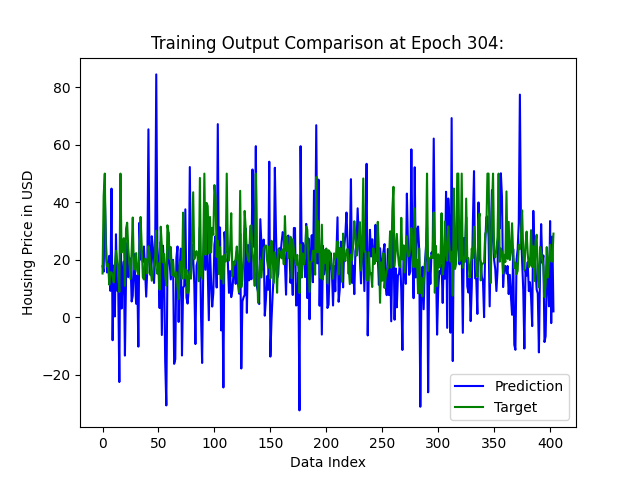 Training Output Comparison at Epoch 304:
Housing Price in USD
80
60
40
20
0
−20
0 50 100 150 200 250 300 350 400
Data Index
Prediction
Target